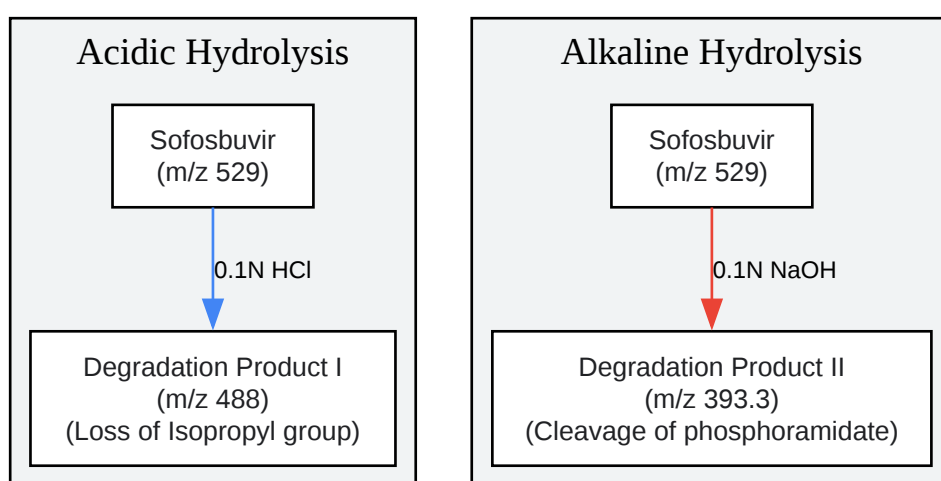 Acidic Hydrolysis
Sofosbuvir
(m/z 529)
0.1N HCl
Degradation Product I
(m/z 488)
(Loss of Isopropyl group)
Alkaline Hydrolysis
Sofosbuvir
(m/z 529)
0.1N NaOH
Degradation Product II
(m/z 393.3)
(Cleavage of phosphoramidate)